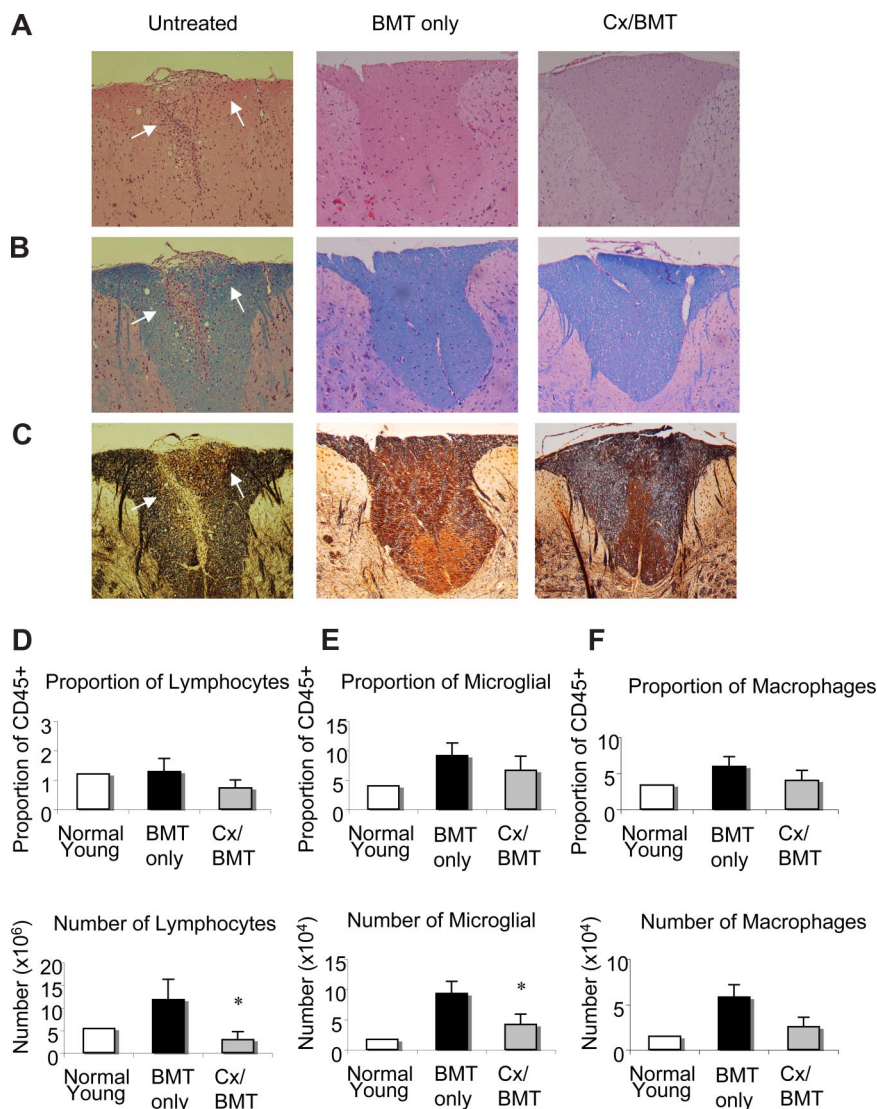 A
Untreated
BMT only
Cx/BMT
B
C
D
E
F
Proportion of Lymphocytes
Proportion of CD45+
3
2
1
0
Normal Young
BMT only
Cx/ BMT
Proportion of Microglial
Proportion of CD45+
15
10
5
0
Normal Young
BMT only
Cx/ BMT
Proportion of Macrophages
Proportion of CD45+
10
5
0
Normal Young
BMT only
Cx/ BMT
Number of Lymphocytes
Number (x10⁶)
20
15
10
5
0
*
Normal Young
BMT only
Cx/ BMT
Number of Microglial
Number (x10⁴)
15
10
5
0
*
Normal Young
BMT only
Cx/ BMT
Number of Macrophages
Number (x10⁴)
10
5
0
Normal Young
BMT only
Cx/ BMT